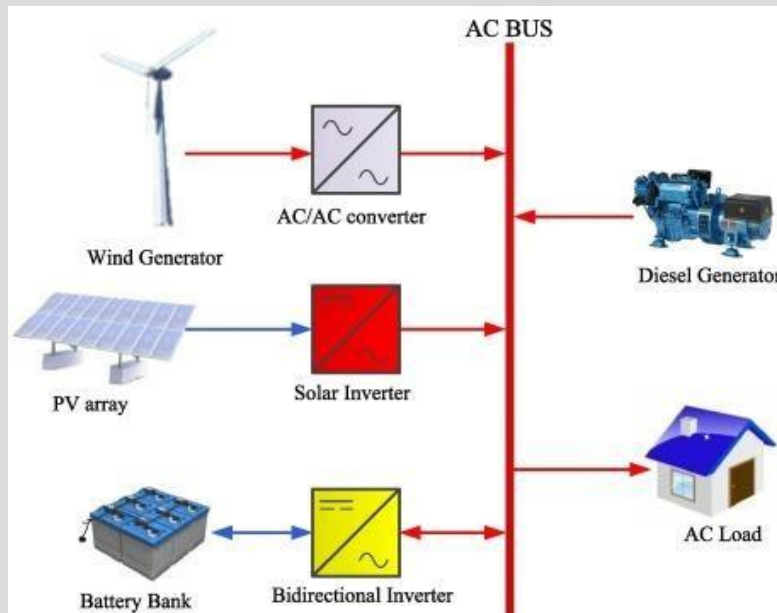 AC BUS
AC/AC converter
Wind Generator
Diesel Generator
Solar Inverter
PV array
AC Load
Bidirectional Inverter
Battery Bank